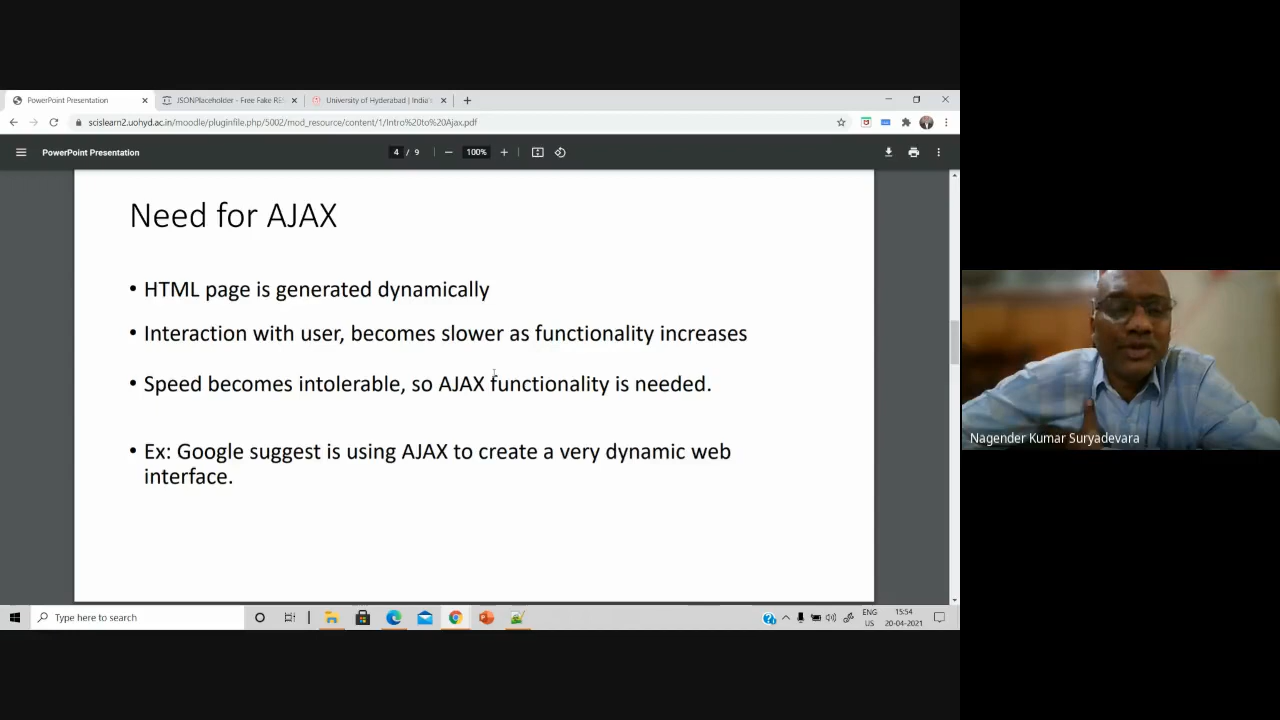 PowerPoint Presentation
JSONPlaceholder - Free Fake RES
University of Hyderabad | India'
scislearn2.uohyd.ac.in/moodle/pluginfile.php/5002/mod_resource/content/1/Intro%20to%20Ajax.pdf
PowerPoint Presentation
4 / 9
100%
Need for AJAX
• HTML page is generated dynamically
• Interaction with user, becomes slower as functionality increases
• Speed becomes intolerable, so AJAX functionality is needed.
• Ex: Google suggest is using AJAX to create a very dynamic web
interface.
Nagender Kumar Suryadevara
Type here to search
ENG
US
15:54
20-04-2021